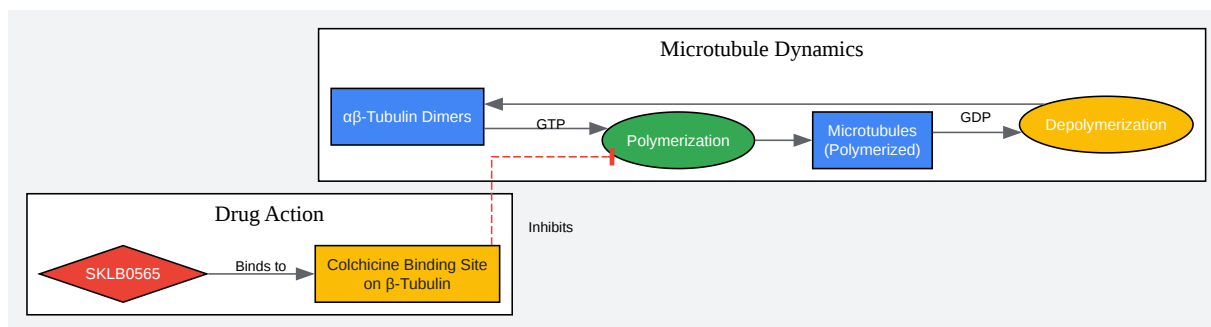 Microtubule Dynamics
αβ-Tubulin Dimers
GTP
Polymerization
Microtubules
(Polymerized)
GDP
Depolymerization
Drug Action
Inhibits
SKLB0565
Binds to
Colchicine Binding Site
on β-Tubulin